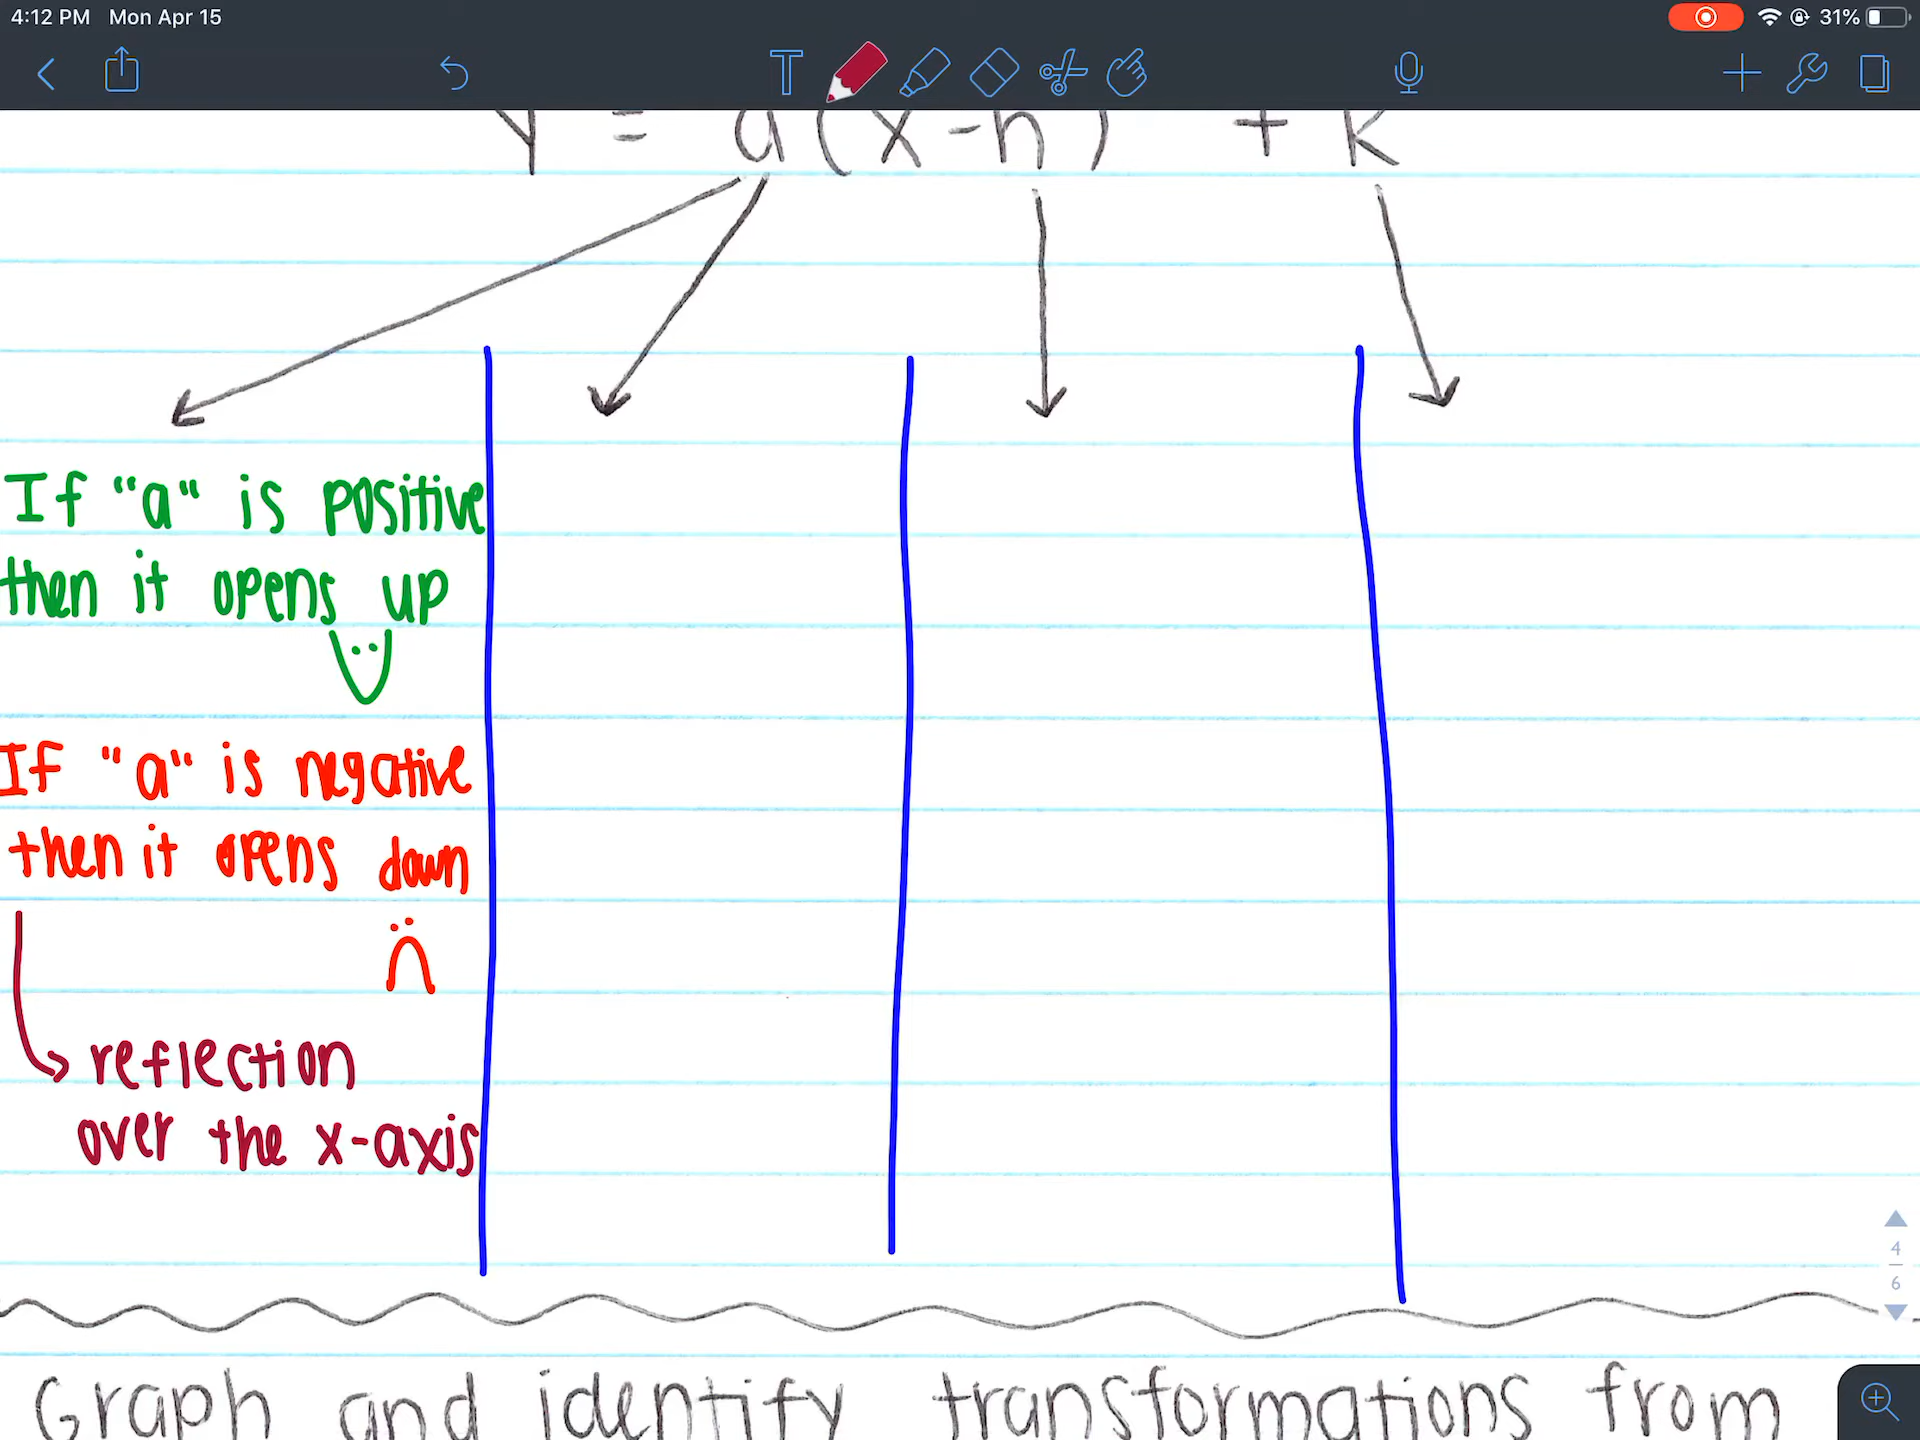 4:12 PM Mon Apr 15
31%
T
y = a(x-h) + k
If "a" is positive
then it opens up
If "a" is negative
then it opens down
reflection
over the x-axis
4
6
Graph and identify transformations from